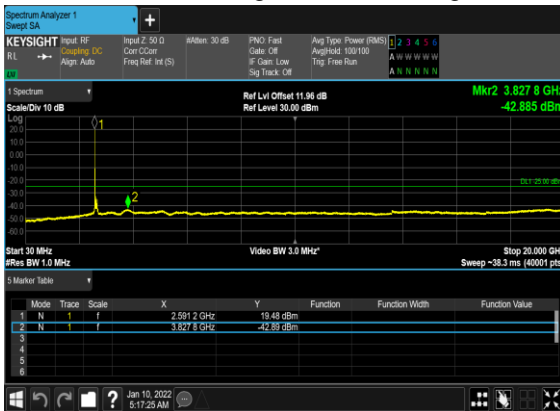 Spectrum Analyzer 1
Swept SA
KEYSIGHT Input: RF Input Z: 50 Ω #Atten: 30 dB PNO: Fast Avg Type: Power (RMS) 1 2 3 4 5 6
RL Coupling: DC Corr CCorr Gate: Off Avg|Hold: 100/100 A W W W W W
Align: Auto Freq Ref: Int (S) IF Gain: Low Trig: Free Run
Sig Track: Off A N N N N N
1 Spectrum Ref Lvl Offset 11.96 dB Mkr2 3.827 8 GHz
Scale/Div 10 dB Ref Level 30.00 dBm -42.885 dBm
Log
20.0
10.0
0.00
-10.0
-20.0
-30.0
-40.0
-50.0
-60.0
1
2
Start 30 MHz Video BW 3.0 MHz* Stop 20.000 GH
#Res BW 1.0 MHz Sweep ~38.3 ms (40001 pts
5 Marker Table
Mode Trace Scale X Y Function Function Width Function Value
1 N 1 f 2.591 2 GHz 19.48 dBm
2 N 1 f 3.827 8 GHz -42.89 dBm
3
4
5
6
Jan 10, 2022
5:17:25 AM